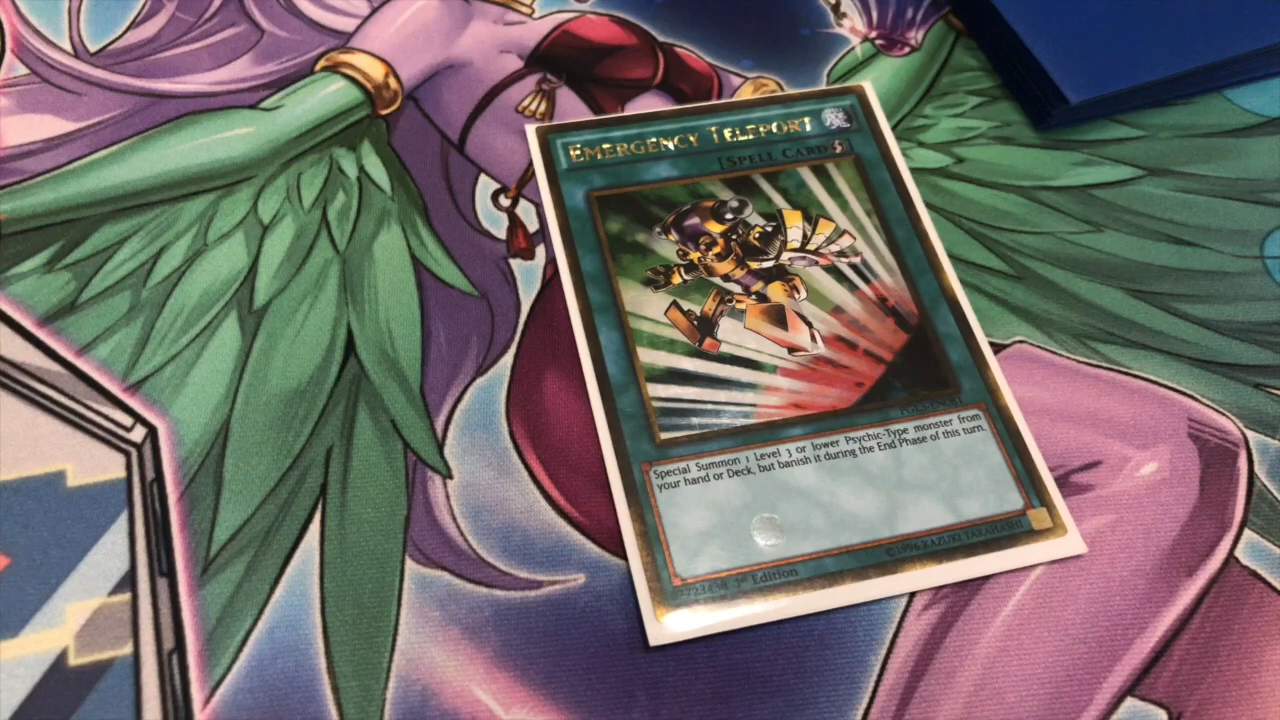 EMERGENCY TELEPORT
[SPELL CARD]
Special Summon 1 Level 3 or lower Psychic-Type monster from
your hand or Deck, but banish it during the End Phase of this turn.
©1996 KAZUKI TAKAHASHI
1st Edition